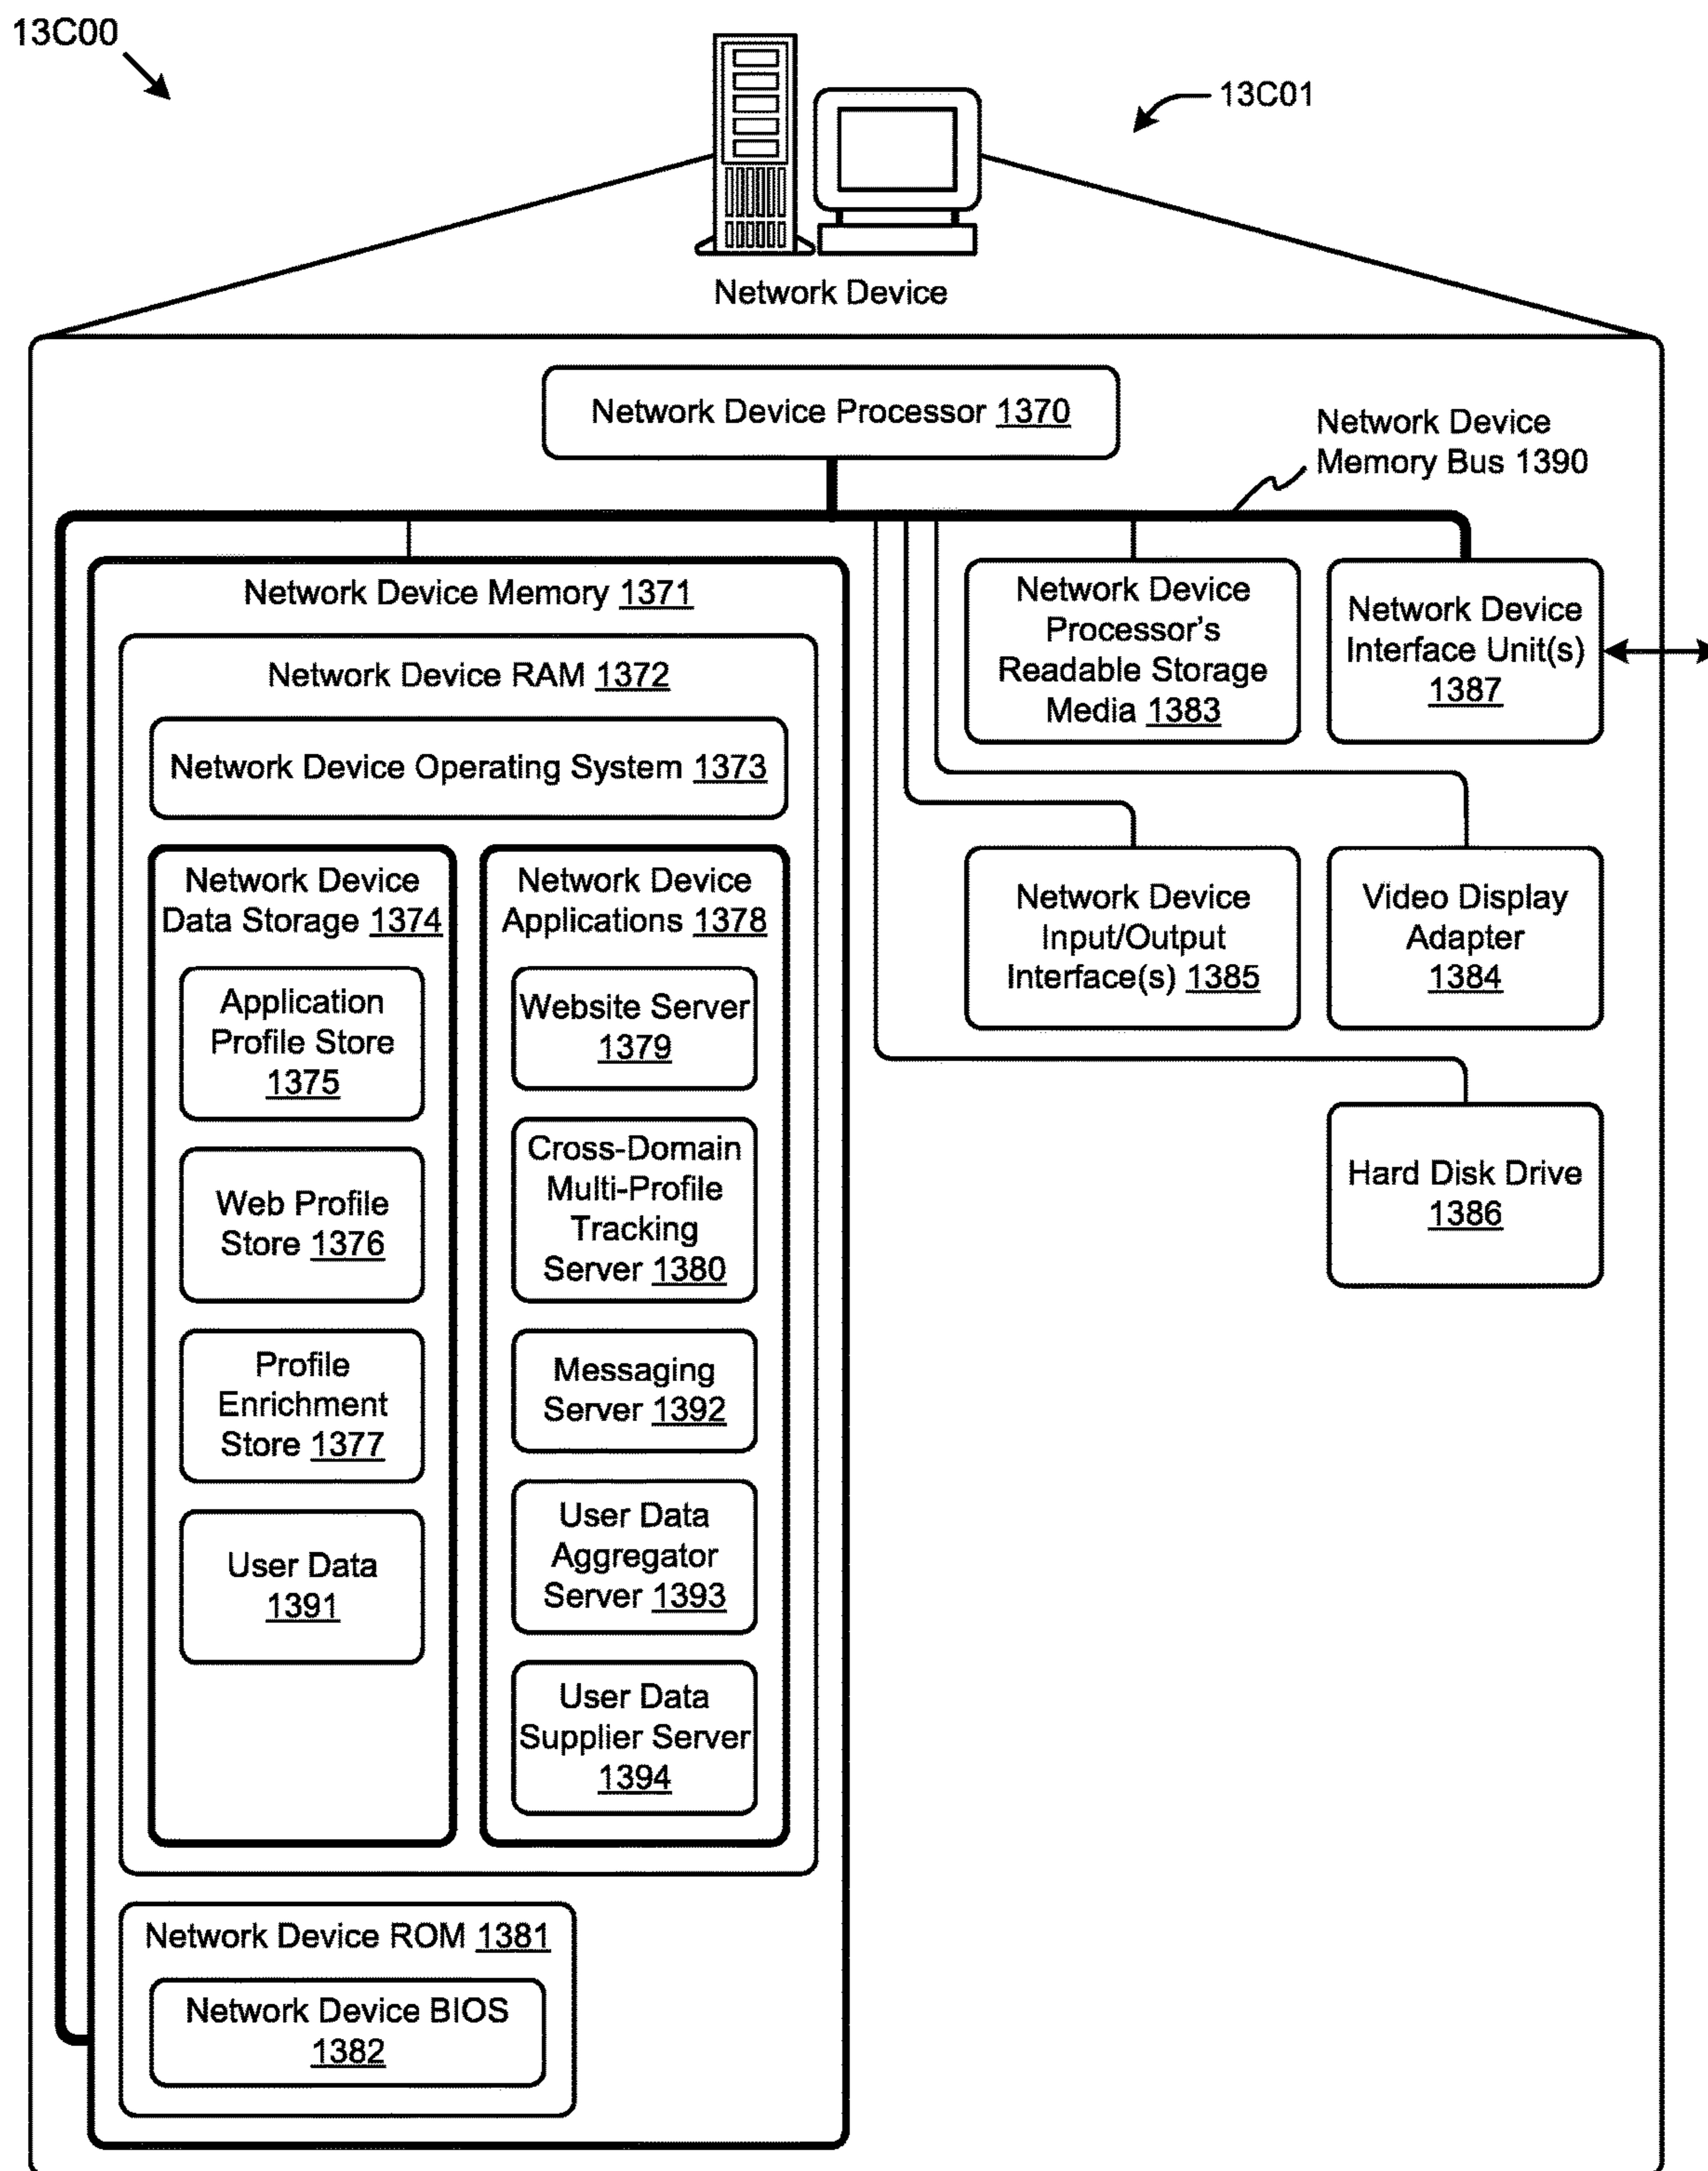 13C00
13C01
Network Device
Network Device Processor 1370
Network Device
Memory Bus 1390
Network Device Memory 1371
Network Device RAM 1372
Network Device Operating System 1373
Network Device
Data Storage 1374
Application
Profile Store
1375
Web Profile
Store 1376
Profile
Enrichment
Store 1377
User Data
1391
Network Device
Applications 1378
Website Server
1379
Cross-Domain
Multi-Profile
Tracking
Server 1380
Messaging
Server 1392
User Data
Aggregator
Server 1393
User Data
Supplier Server
1394
Network Device ROM 1381
Network Device BIOS
1382
Network Device
Processor's
Readable Storage
Media 1383
Network Device
Interface Unit(s)
1387
Network Device
Input/Output
Interface(s) 1385
Video Display
Adapter
1384
Hard Disk Drive
1386